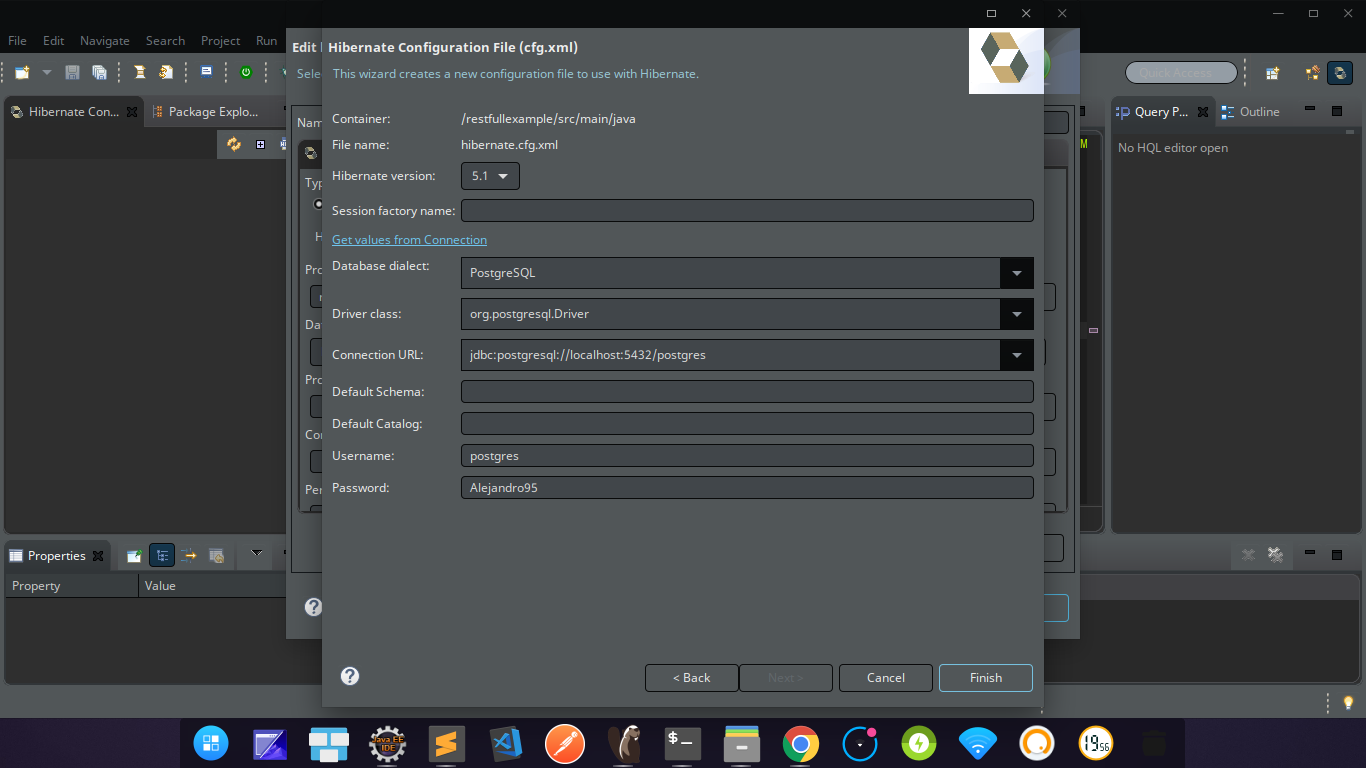 File Edit Navigate Search Project Run
Quick Access
Hibernate Con...
Package Explo...
Query P...
Outline
No HQL editor open
Edit
Sele
Nam
Typ
H
Pro
Da
Pro
Co
Per
M
Hibernate Configuration File (cfg.xml)
This wizard creates a new configuration file to use with Hibernate.
Container: /restfullexample/src/main/java
File name: hibernate.cfg.xml
Hibernate version: 5.1
Session factory name:
Get values from Connection
Database dialect: PostgreSQL
Driver class: org.postgresql.Driver
Connection URL: jdbc:postgresql://localhost:5432/postgres
Default Schema:
Default Catalog:
Username: postgres
Password: Alejandro95
? < Back Next > Cancel Finish
Properties
Property Value
?
Java EE
IDE
$_
19 56